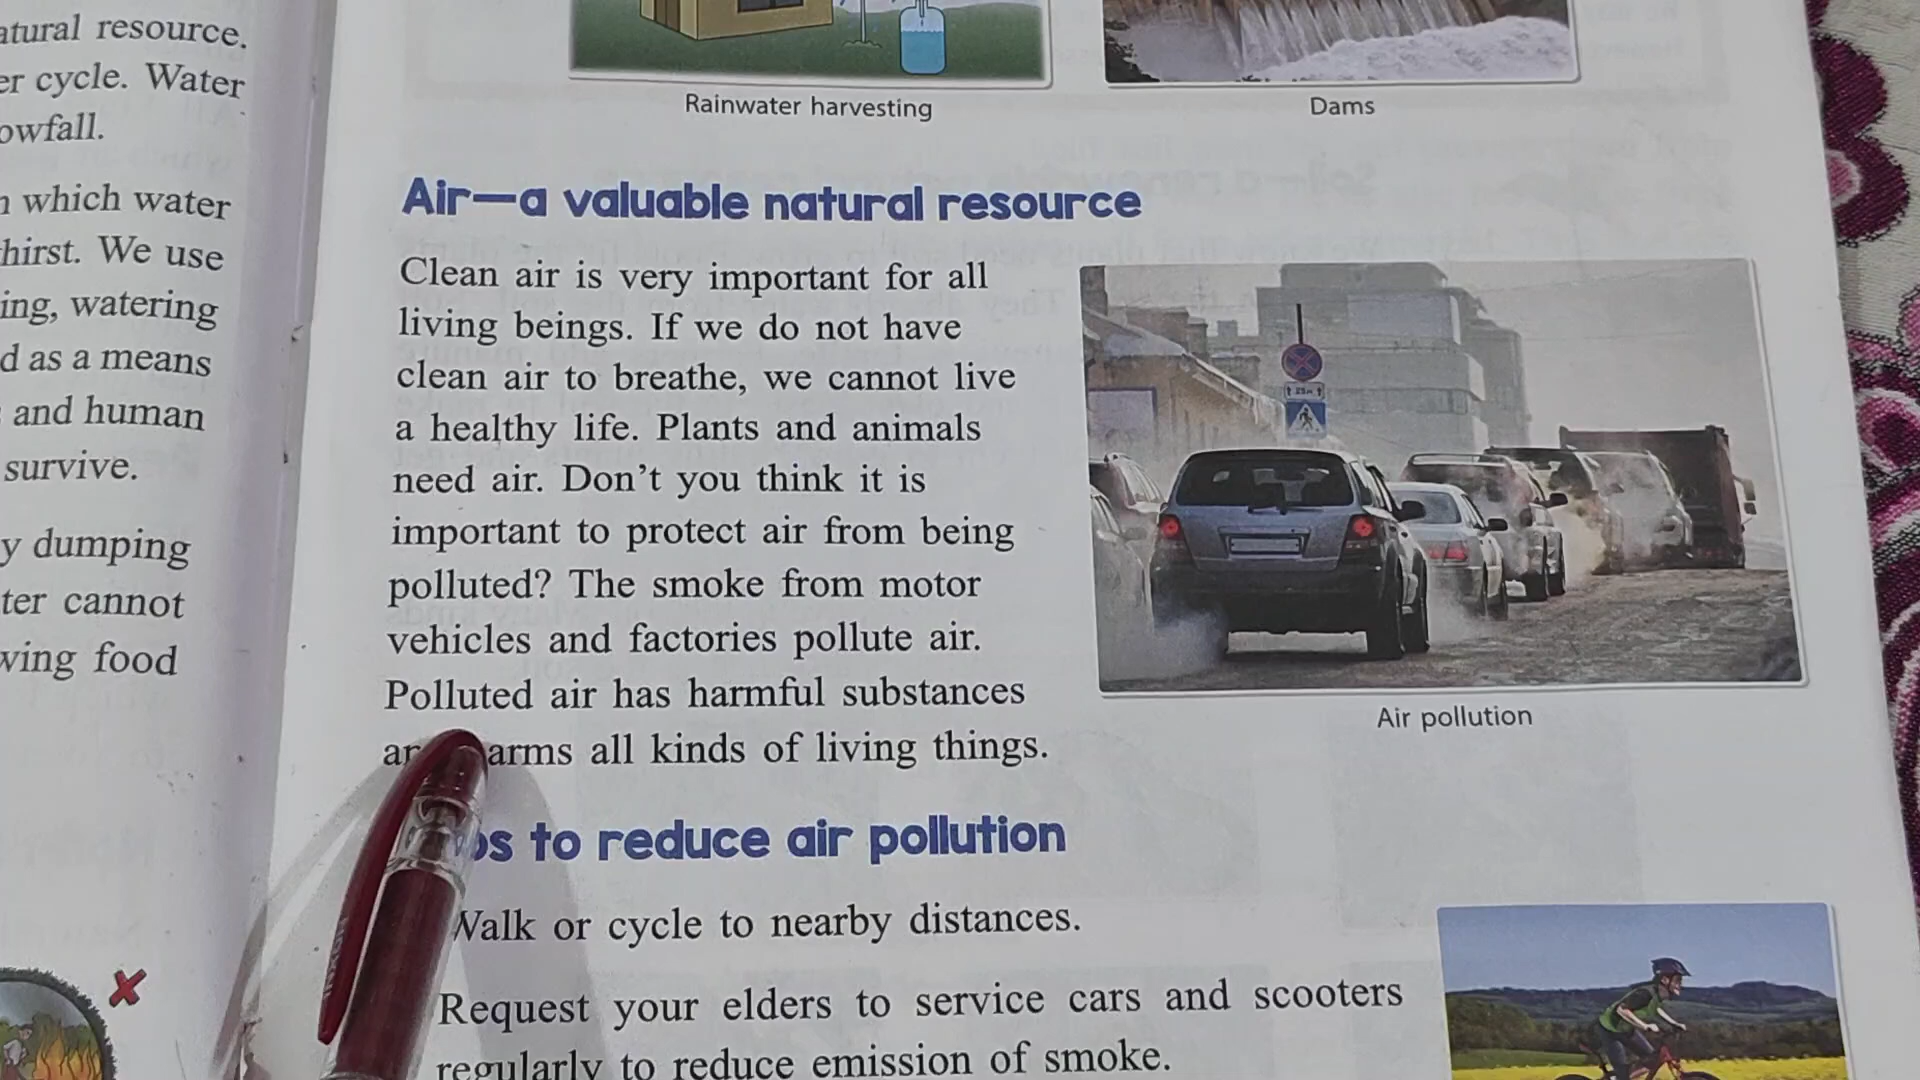 atural resource.
er cycle. Water
owfall.
n which water
hirst. We use
ing, watering
d as a means
and human
survive.
y dumping
ter cannot
wing food
Rainwater harvesting
Dams
Air—a valuable natural resource
Clean air is very important for all
living beings. If we do not have
clean air to breathe, we cannot live
a healthy life. Plants and animals
need air. Don't you think it is
important to protect air from being
polluted? The smoke from motor
vehicles and factories pollute air.
Polluted air has harmful substances
arms all kinds of living things.
Air pollution
ps to reduce air pollution
Walk or cycle to nearby distances.
Request your elders to service cars and scooters
regularly to reduce emission of smoke.